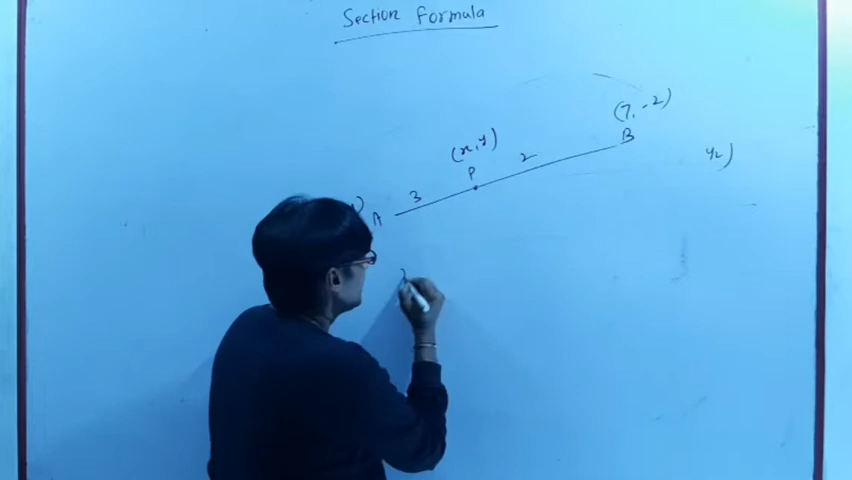 Section Formula
(7, -2)
(x, y)
B
2
y₂)
P
3
A